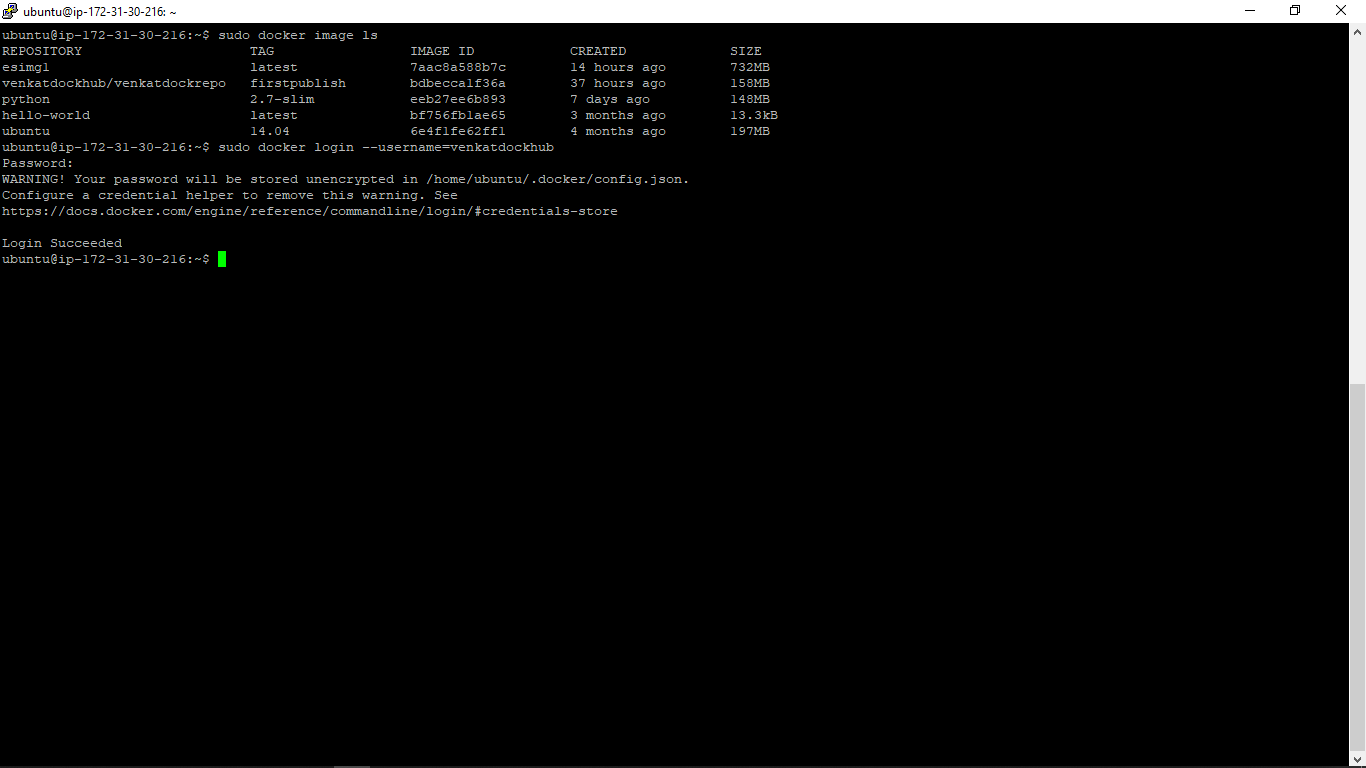 ubuntu@ip-172-31-30-216: ~
ubuntu@ip-172-31-30-216:~$ sudo docker image ls
REPOSITORY TAG IMAGE ID CREATED SIZE
esimg1 latest 7aac8a588b7c 14 hours ago 732MB
venkatdockhub/venkatdockrepo firstpublish bdbecca1f36a 37 hours ago 158MB
python 2.7-slim eeb27ee6b893 7 days ago 148MB
hello-world latest bf756fb1ae65 3 months ago 13.3kB
ubuntu 14.04 6e4f1fe62ff1 4 months ago 197MB
ubuntu@ip-172-31-30-216:~$ sudo docker login --username=venkatdockhub
Password:
WARNING! Your password will be stored unencrypted in /home/ubuntu/.docker/config.json.
Configure a credential helper to remove this warning. See
https://docs.docker.com/engine/reference/commandline/login/#credentials-store
Login Succeeded
ubuntu@ip-172-31-30-216:~$